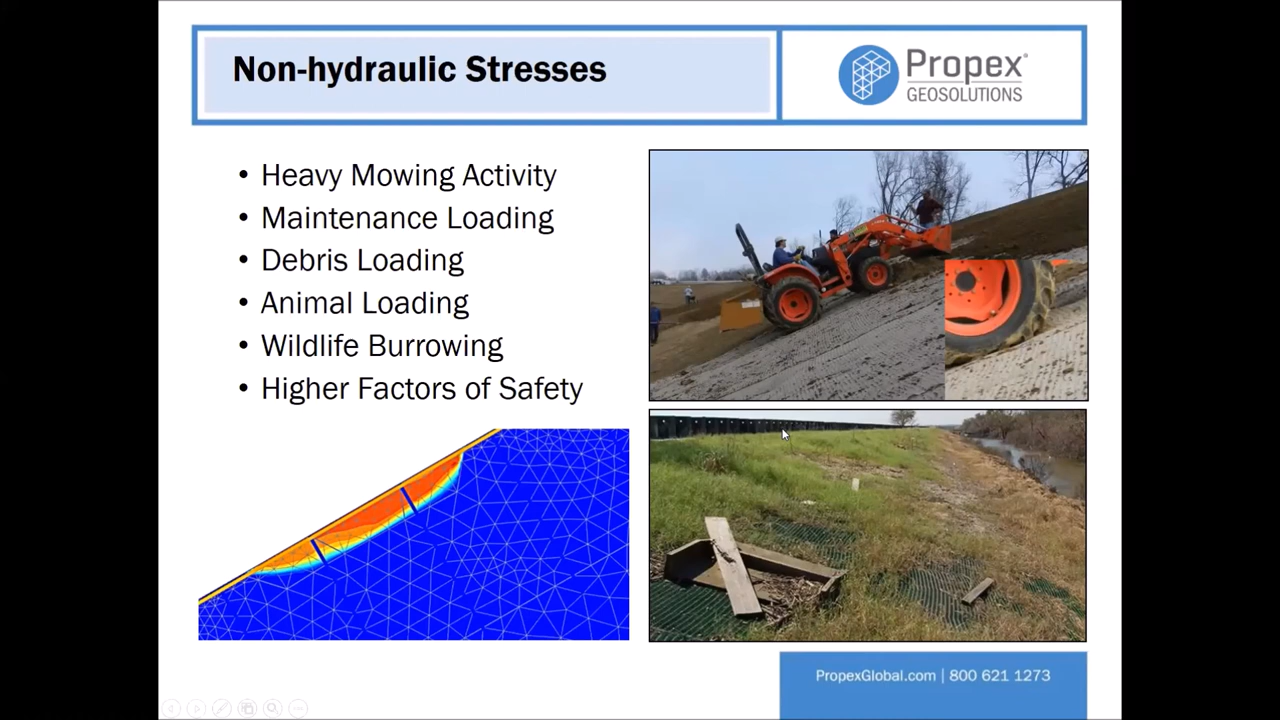 Non-hydraulic Stresses
Propex®
GEOSOLUTIONS
• Heavy Mowing Activity
• Maintenance Loading
• Debris Loading
• Animal Loading
• Wildlife Burrowing
• Higher Factors of Safety
PropexGlobal.com | 800 621 1273